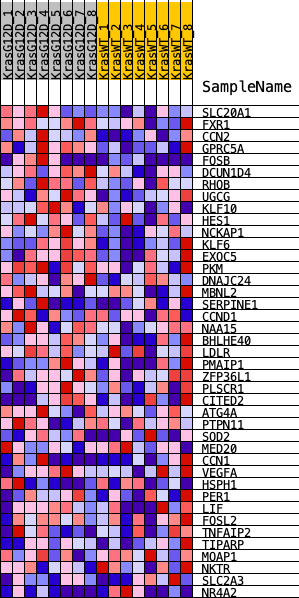 KrasG12D_1
KrasG12D_2
KrasG12D_3
KrasG12D_4
KrasG12D_5
KrasG12D_6
KrasG12D_7
KrasG12D_8
KrasWT_1
KrasWT_2
KrasWT_3
KrasWT_4
KrasWT_5
KrasWT_6
KrasWT_7
KrasWT_8
SampleName
SLC20A1
FXR1
CCN2
GPRC5A
FOSB
DCUN1D4
RHOB
UGCG
KLF10
HES1
NCKAP1
KLF6
EXOC5
PKM
DNAJC24
MBNL2
SERPINE1
CCND1
NAA15
BHLHE40
LDLR
PMAIP1
ZFP36L1
PLSCR1
CITED2
ATG4A
PTPN11
SOD2
MED20
CCN1
VEGFA
HSPH1
PER1
LIF
FOSL2
TNFAIP2
TIPARP
MOAP1
NKTR
SLC2A3
NR4A2